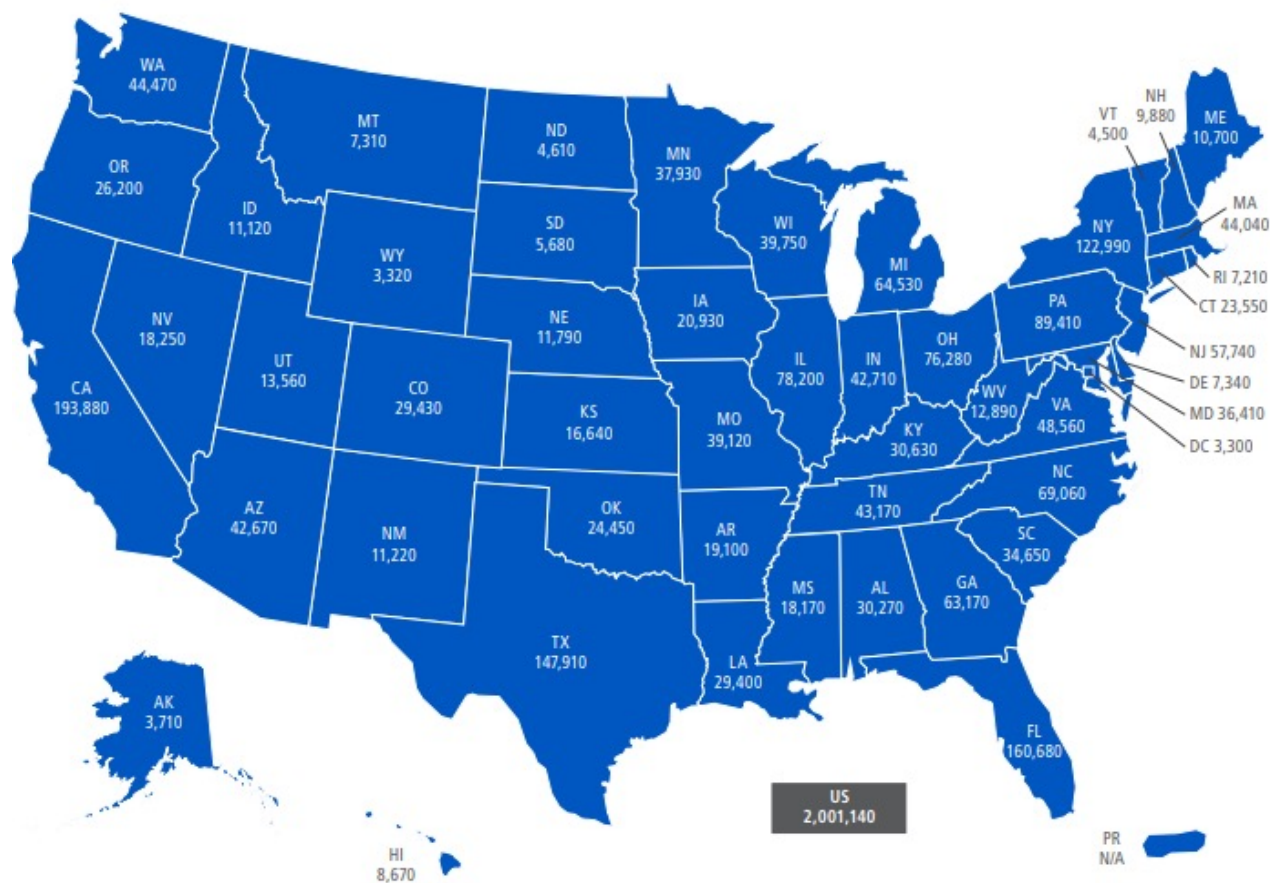 WA
44,470
MT
7,310
ND
4,610
MN
37,930
VT
4,500
NH
9,880
ME
10,700
OR
26,200
ID
11,120
SD
5,680
WI
39,750
MI
64,530
NY
122,990
MA
44,040
RI 7,210
CT 23,550
WY
3,320
NE
11,790
IA
20,930
PA
89,410
NJ 57,740
DE 7,340
MD 36,410
DC 3,300
NV
18,250
UT
13,560
CO
29,430
KS
16,640
MO
39,120
IL
78,200
IN
42,710
OH
76,280
WV
12,890
VA
48,560
KY
30,630
CA
193,880
AZ
42,670
NM
11,220
OK
24,450
AR
19,100
TN
43,170
NC
69,060
SC
34,650
MS
18,170
AL
30,270
GA
63,170
TX
147,910
LA
29,400
FL
160,680
AK
3,710
HI
8,670
US
2,001,140
PR
N/A